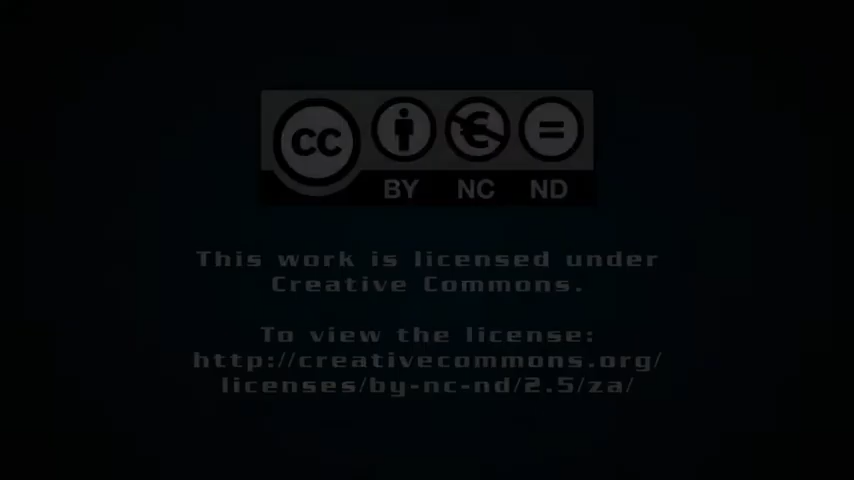 cc
BY NC ND
This work is licensed under
Creative Commons.
To view the license:
http://creativecommons.org/
licenses/by-nc-nd/2.5/za/